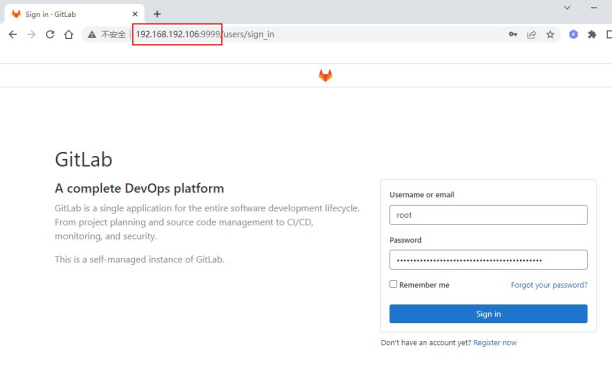 Sign in · GitLab
不安全 192.168.192.106:9999/users/sign_in
GitLab
A complete DevOps platform
GitLab is a single application for the entire software development lifecycle.
From project planning and source code management to CI/CD,
monitoring, and security.
This is a self-managed instance of GitLab.
Username or email
root
Password
Remember me
Forgot your password?
Sign in
Don't have an account yet? Register now